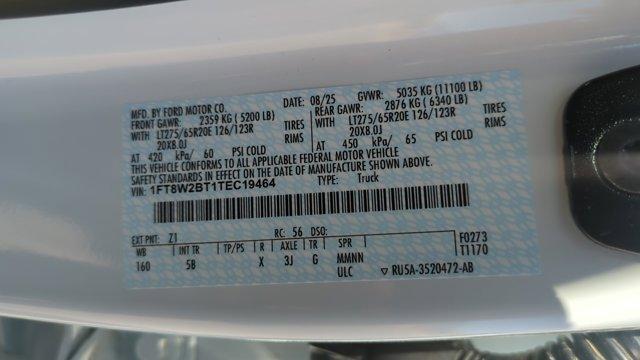 MFD. BY FORD MOTOR CO. DATE: 08/25 GVWR: 5035 KG (11100 LB)
FRONT GAWR: 2359 KG (5200 LB) REAR GAWR: 2876 KG (6340 LB)
WITH LT275/65R20E 126/123R TIRES WITH LT275/65R20E 126/123R TIRES
20X8.0J RIMS 20X8.0J RIMS
AT 420 kPa/ 60 PSI COLD AT 450 kPa/ 65 PSI COLD
THIS VEHICLE CONFORMS TO ALL APPLICABLE FEDERAL MOTOR VEHICLE
SAFETY STANDARDS IN EFFECT ON THE DATE OF MANUFACTURE SHOWN ABOVE.
VIN: 1FT8W2BT1TEC19464 TYPE: Truck
EXT PNT: Z1 RC: 56 DSO: F0273
WB INT TR TP/PS R AXLE TR SPR T1170
160 5B X 3J G MMNN
ULC ▽ RU5A-3520472-AB